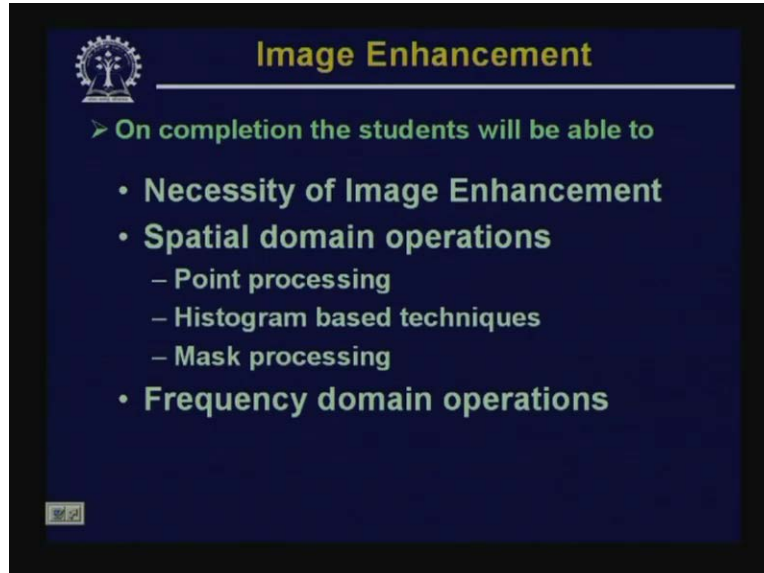 Image Enhancement
➢ On completion the students will be able to
• Necessity of Image Enhancement
• Spatial domain operations
– Point processing
– Histogram based techniques
– Mask processing
• Frequency domain operations